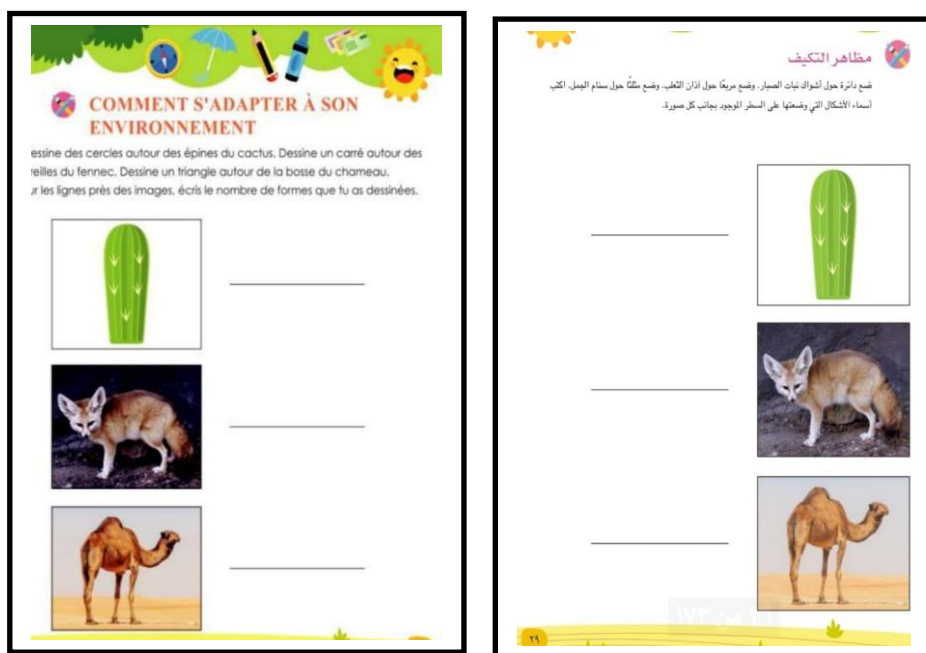 COMMENT S'ADAPTER À SON
ENVIRONNEMENT
essine des cercles autour des épines du cactus. Dessine un carré autour des
reilles du fennec. Dessine un triangle autour de la bosse du chameau.
ur les lignes près des images, écris le nombre de formes que tu as dessinées.
مظاهر التكيف
ضع دائرة حول أشواك نبات الصبار. وضع مربعًا حول آذان الثعلب. وضع مثلثًا حول سنام الجمل. اكتب
أسماء الأشكال التي وضعتها على السطر الموجود بجانب كل صورة.
٢٩